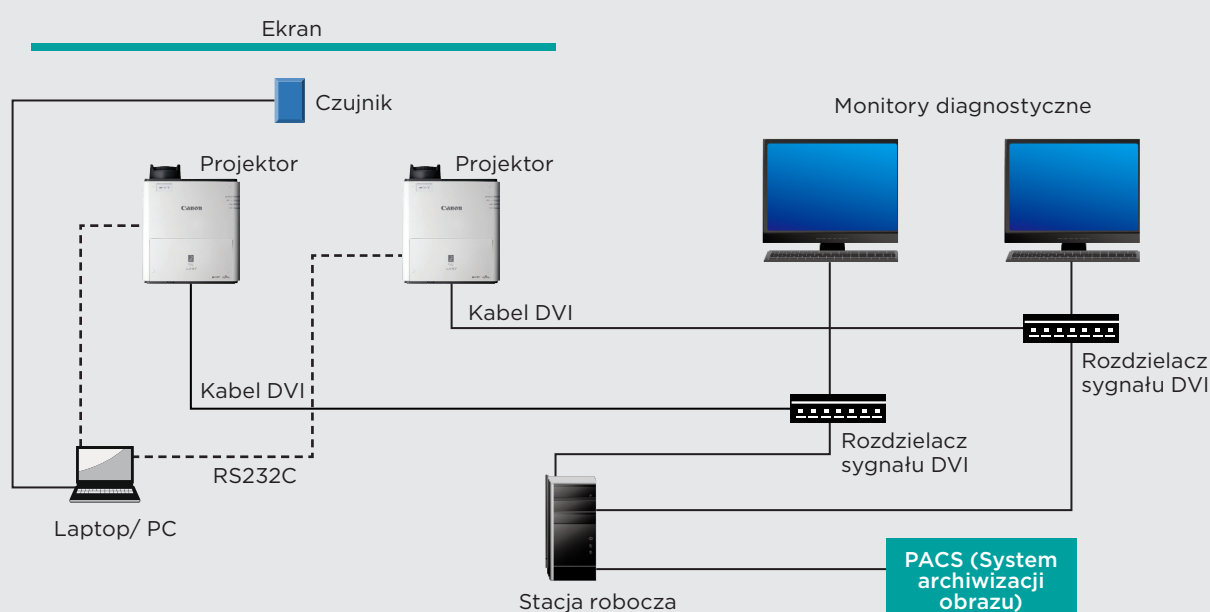 Ekran
Czujnik
Monitory diagnostyczne
Projektor
Projektor
Canon
Canon
Kabel DVI
Kabel DVI
Rozdzielacz
sygnału DVI
Rozdzielacz
sygnału DVI
RS232C
Laptop/ PC
Stacja robocza
PACS (System
archiwizacji
obrazu)